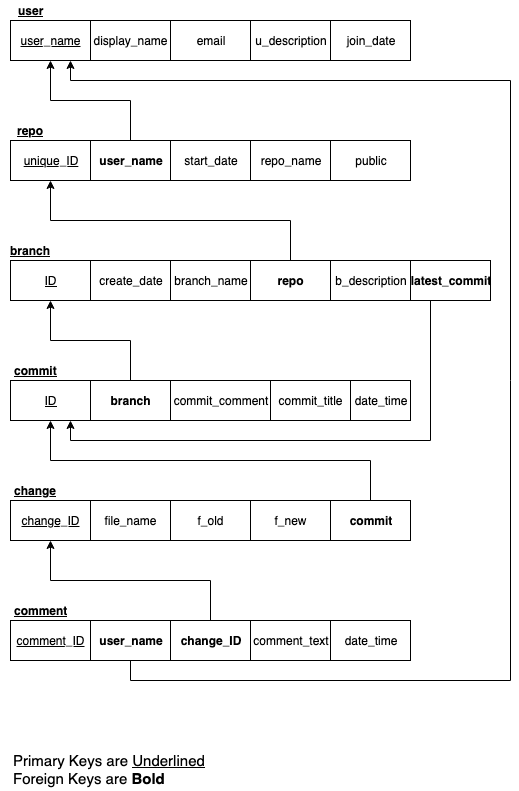 user
user_name display_name email u_description join_date
repo
unique_ID user_name start_date repo_name public
branch
ID create_date branch_name repo b_description latest_commit
commit
ID branch commit_comment commit_title date_time
change
change_ID file_name f_old f_new commit
comment
comment_ID user_name change_ID comment_text date_time
Primary Keys are Underlined
Foreign Keys are Bold